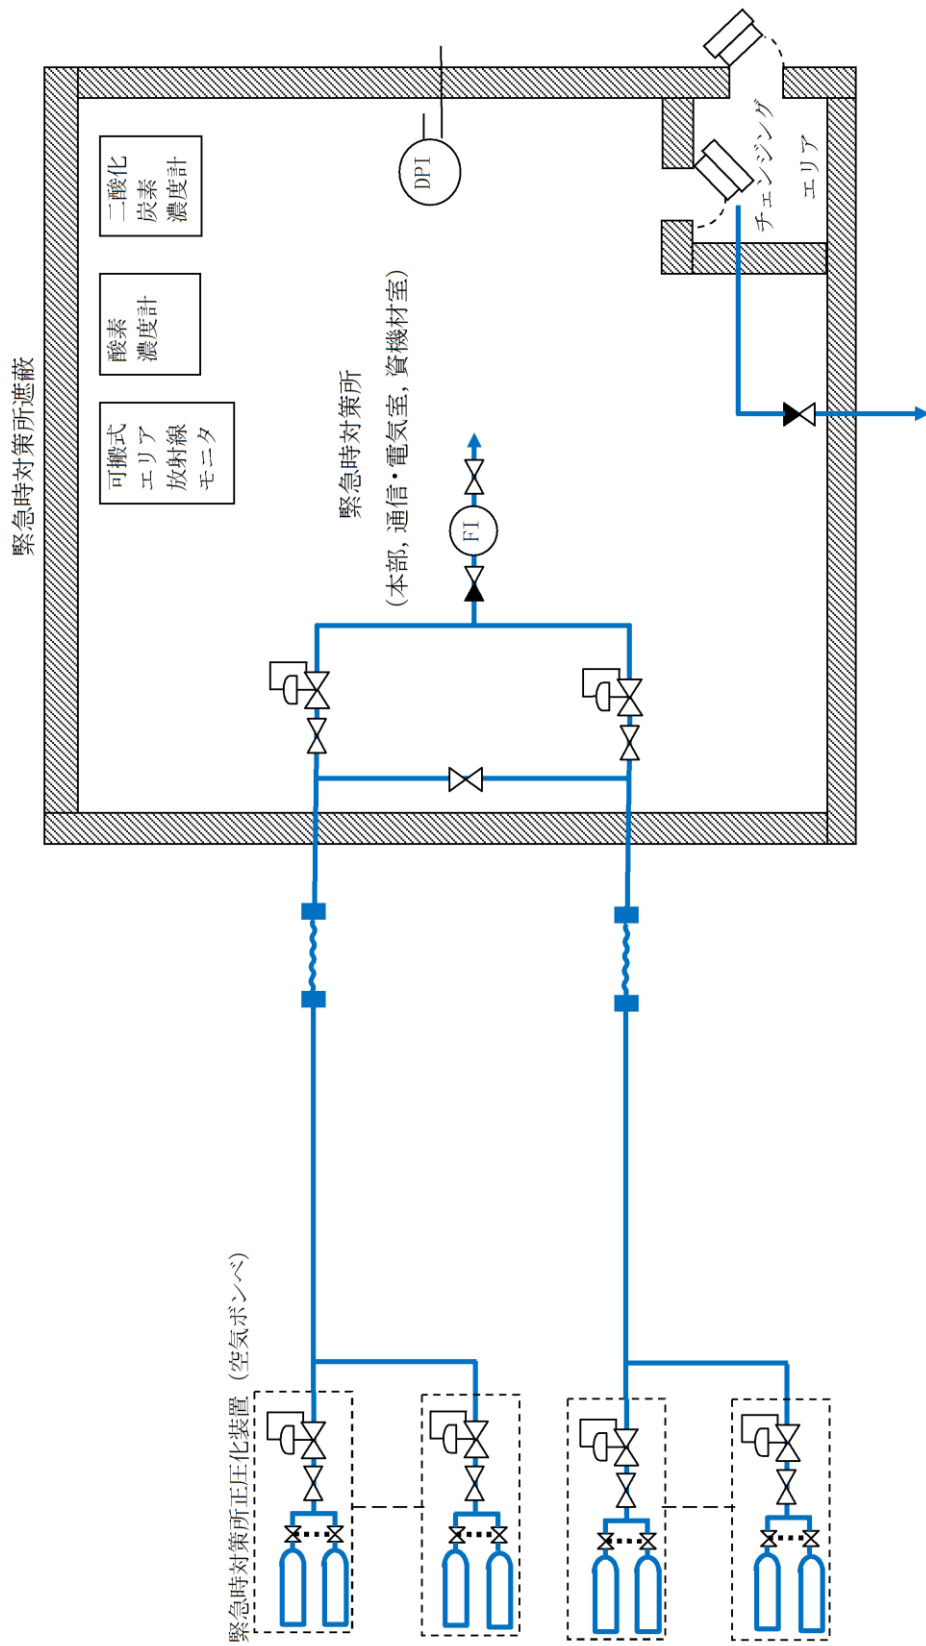 緊急時対策所遮蔽
二酸化
炭素
濃度計
酸素
濃度計
可搬式
エリア
放射線
モニタ
DPI
チェンジング
エリア
緊急時対策所
(本部, 通信・電気室, 資機材室)
FI
緊急時対策所正圧化装置 (空気ボンベ)